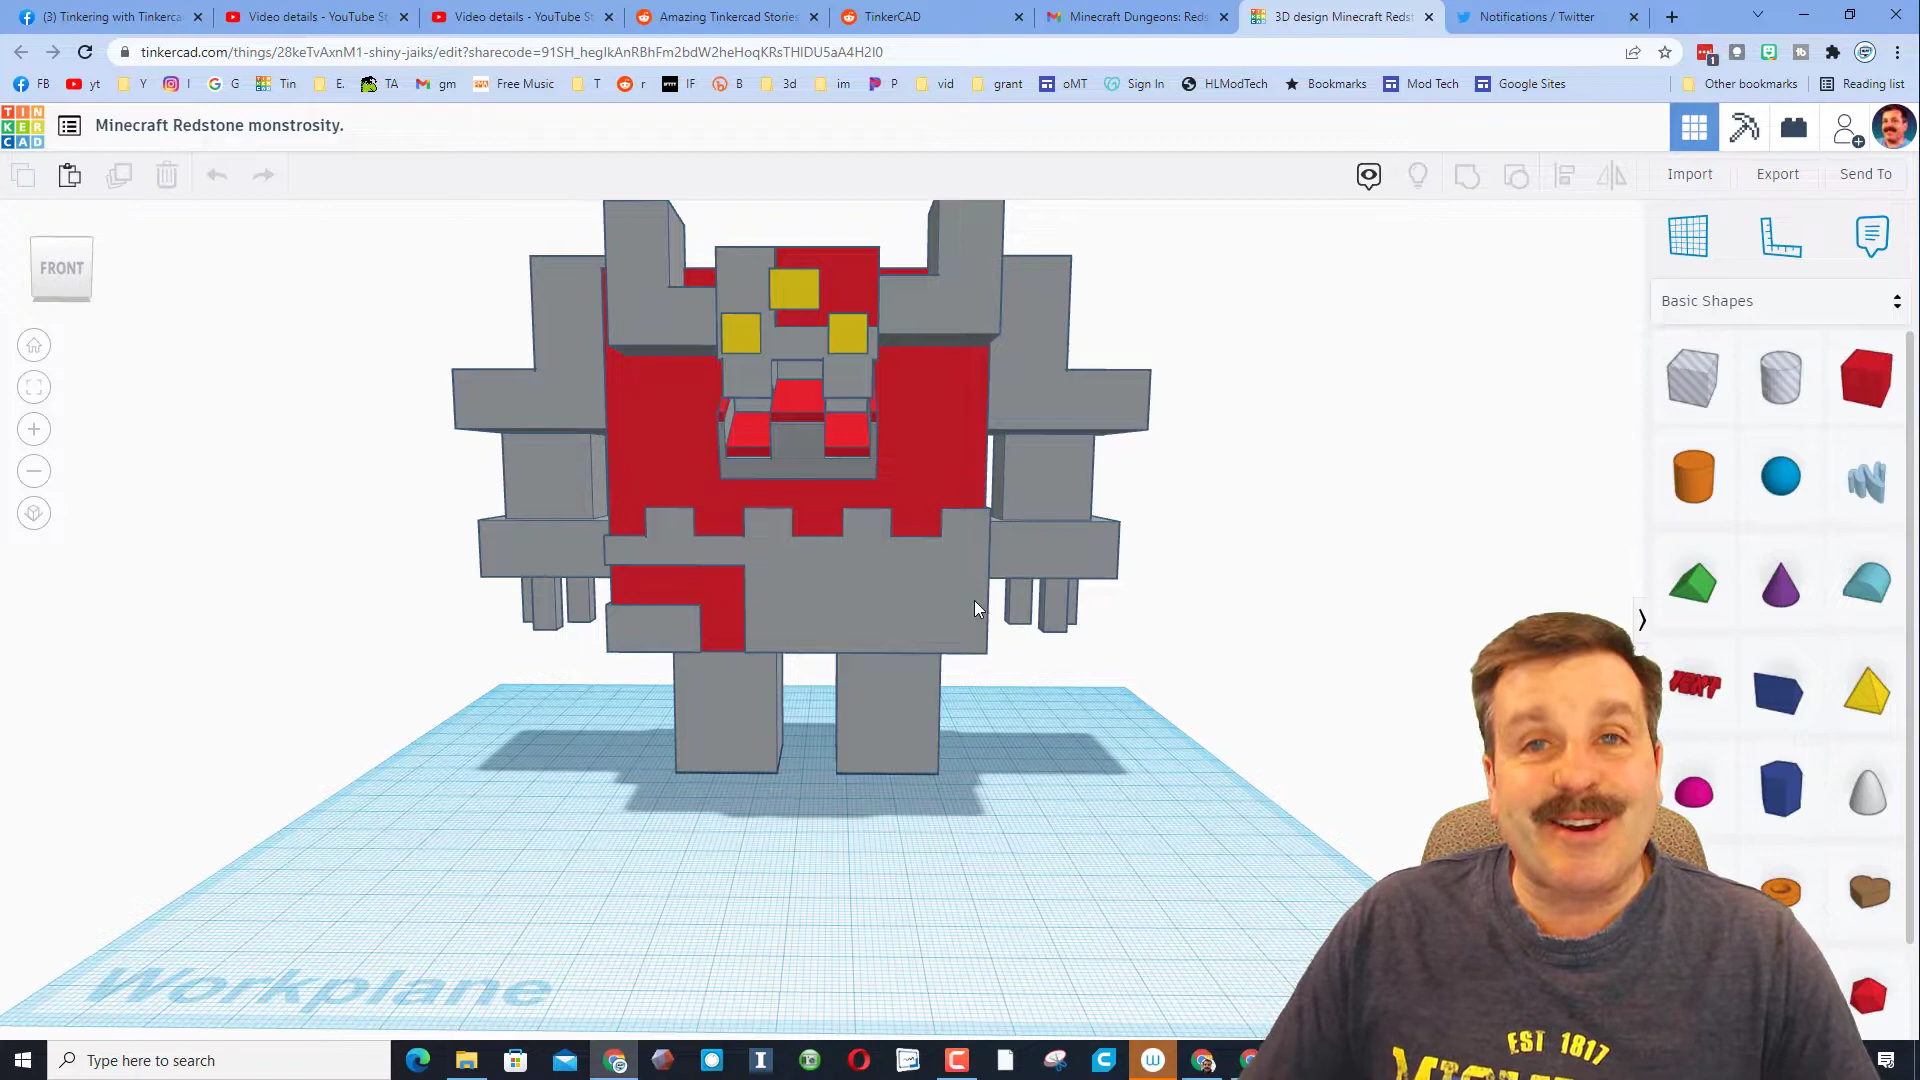 (3) Tinkering with Tinkercad
Video details - YouTube St
Video details - YouTube S
Amazing Tinkercad Stories
TinkerCAD
Minecraft Dungeons: Reds
3D design Minecraft Redst
Notifications / Twitter
tinkercad.com/things/28keTvAxnM1-shiny-jaiks/edit?sharecode=91SH_hegIkAnRBhFm2bdW2heHoqKRsTHIDU5aA4H2I0
1
FB
yt
Y
I
G
Tin
E.
TA
gm
Free Music
T
r
IF
B
3d
im
P
vid
grant
oMT
Sign In
HLModTech
Bookmarks
Mod Tech
Google Sites
Other bookmarks
Reading list
TIN
KER
CAD
Minecraft Redstone monstrosity.
Import
Export
Send To
FRONT
Basic Shapes
TEXT
Workplane
EST 1817
Type here to search